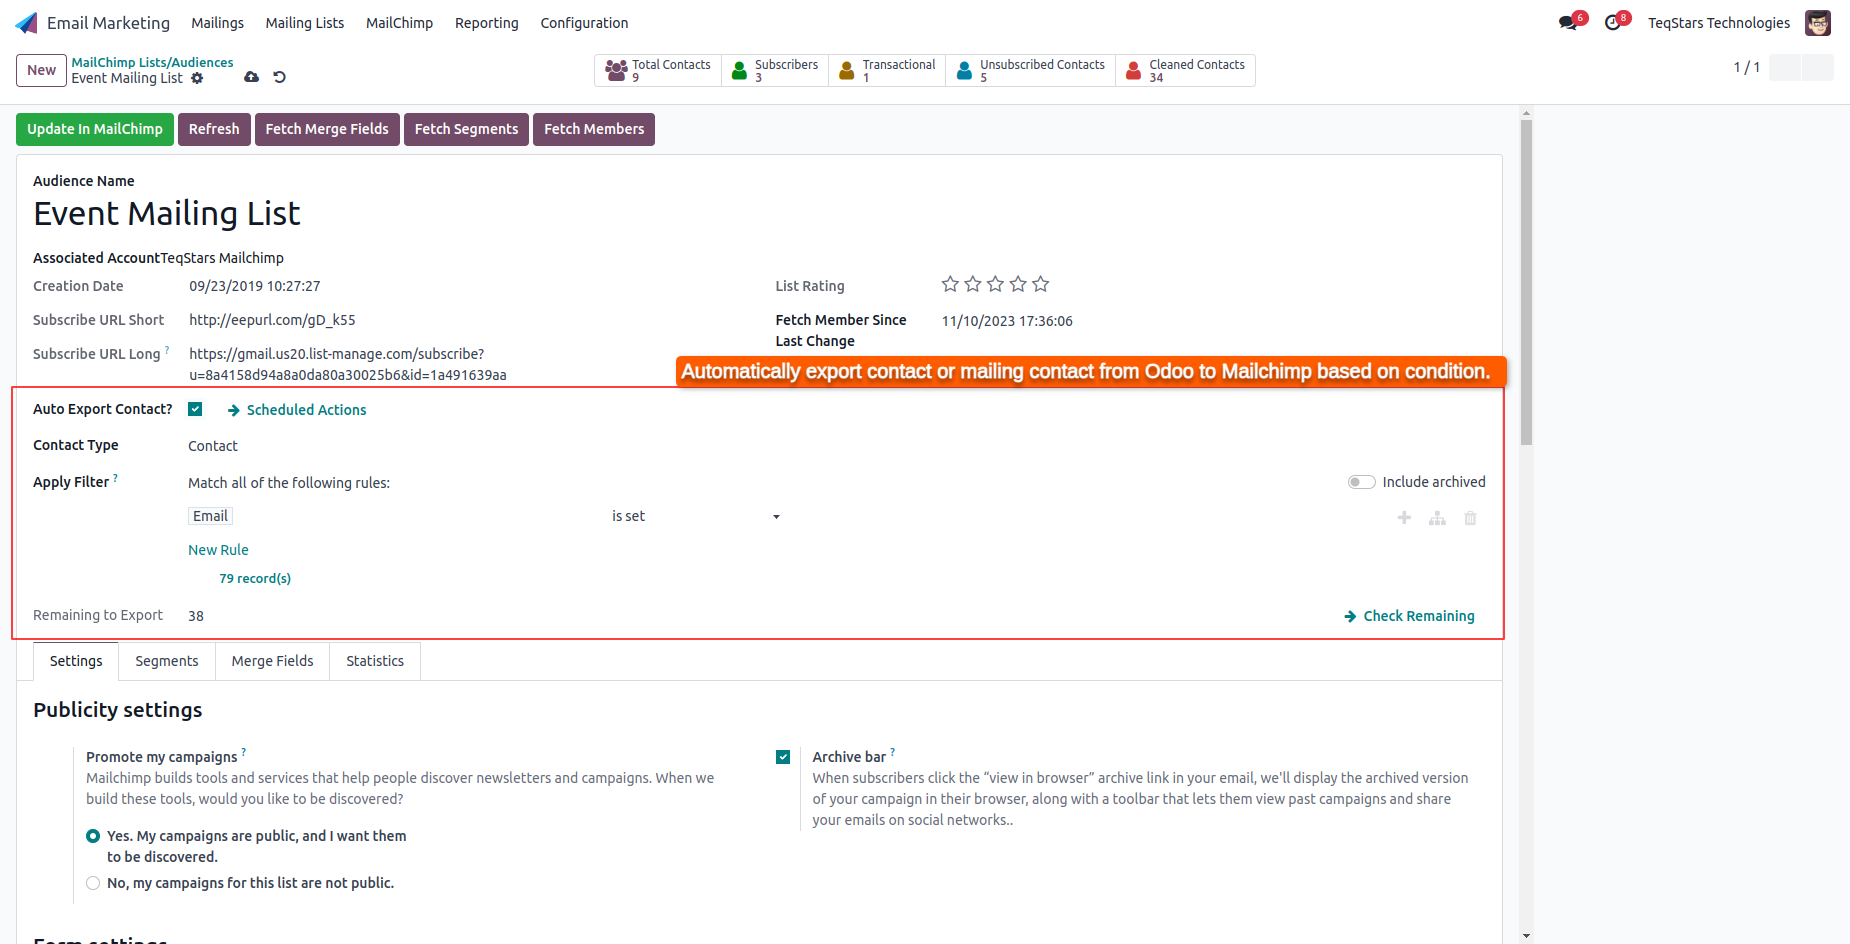 Email Marketing Mailings Mailing Lists MailChimp Reporting Configuration 6 8 TeqStars Technologies
New
MailChimp Lists/Audiences
Event Mailing List
Total Contacts
9
Subscribers
3
Transactional
1
Unsubscribed Contacts
5
Cleaned Contacts
34
1 / 1
Update In MailChimp Refresh Fetch Merge Fields Fetch Segments Fetch Members
Audience Name
Event Mailing List
Associated AccountTeqStars Mailchimp
Creation Date 09/23/2019 10:27:27
List Rating
Subscribe URL Short http://eepurl.com/gD_k55
Fetch Member Since
Last Change
11/10/2023 17:36:06
Subscribe URL Long ?
https://gmail.us20.list-manage.com/subscribe?
u=8a4158d94a8a0da80a30025b6&id=1a491639aa
Automatically export contact or mailing contact from Odoo to Mailchimp based on condition.
Auto Export Contact? Scheduled Actions
Contact Type Contact
Apply Filter ? Match all of the following rules: Include archived
Email is set
New Rule
79 record(s)
Remaining to Export 38 Check Remaining
Settings Segments Merge Fields Statistics
Publicity settings
Promote my campaigns ?
Mailchimp builds tools and services that help people discover newsletters and campaigns. When we
build these tools, would you like to be discovered?
Yes. My campaigns are public, and I want them
to be discovered.
No, my campaigns for this list are not public.
Archive bar ?
When subscribers click the “view in browser” archive link in your email, we'll display the archived version
of your campaign in their browser, along with a toolbar that lets them view past campaigns and share
your emails on social networks..
Form settings